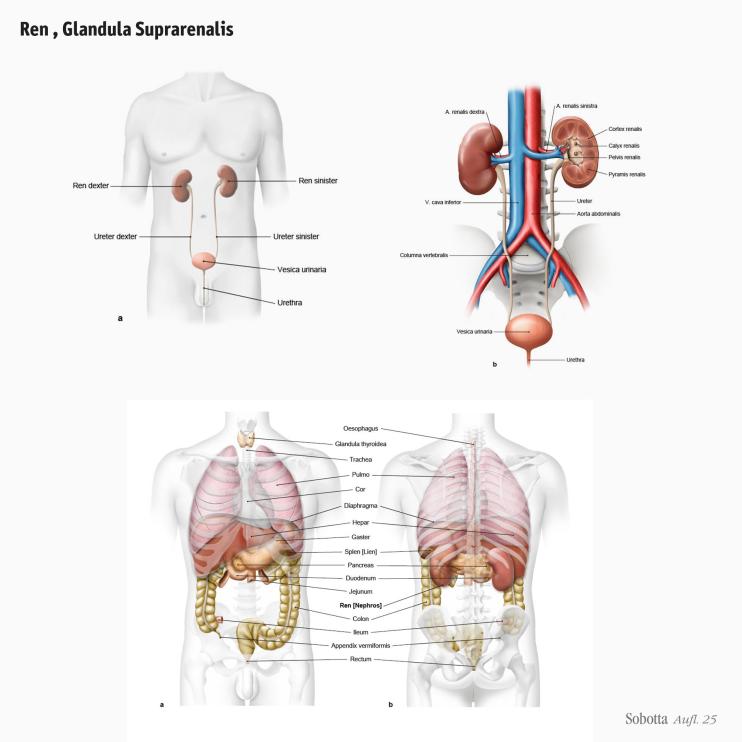 Ren , Glandula Suprarenalis
Ren dexter
Ren sinister
Ureter dexter
Ureter sinister
Vesica urinaria
Urethra
a
A. renalis dextra
A. renalis sinistra
Cortex renalis
Calyx renalis
Pelvis renalis
Pyramis renalis
V. cava inferior
Ureter
Aorta abdominalis
Columna vertebralis
Vesica urinaria
Urethra
b
Oesophagus
Glandula thyroidea
Trachea
Pulmo
Cor
Diaphragma
Hepar
Gaster
Splen [Lien]
Pancreas
Duodenum
Jejunum
Ren [Nephros]
Colon
Ileum
Appendix vermiformis
Rectum
a
b
Sobotta Aufl. 25